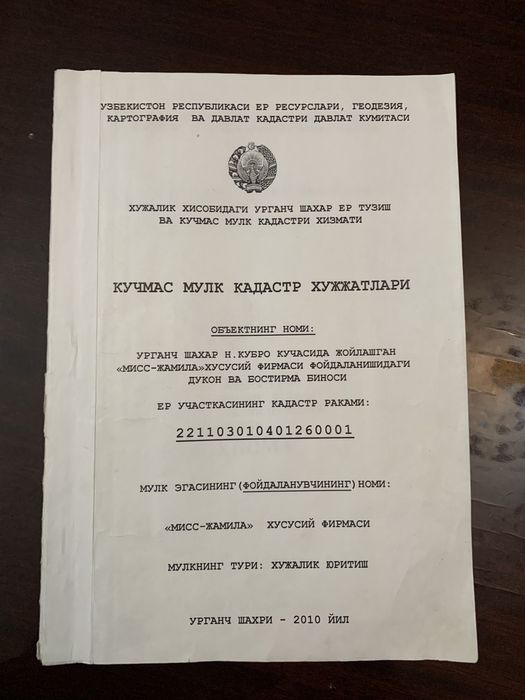 УЗБЕКИСТОН РЕСПУБЛИКАСИ ЕР РЕСУРСЛАРИ, ГЕОДЕЗИЯ,
КАРТОГРАФИЯ ВА ДАВЛАТ КАДАСТРИ ДАВЛАТ КУМИТАСИ
ХУЖАЛИК ХИСОБИДАГИ УРГАНЧ ШАХАР ЕР ТУЗИШ
ВА КУЧМАС МУЛК КАДАСТРИ ХИЗМАТИ
КУЧМАС МУЛК КАДАСТР ХУЖЖАТЛАРИ
ОБЪЕКТНИНГ НОМИ:
УРГАНЧ ШАХАР Н.КУБРО КУЧАСИДА ЖОЙЛАШГАН
«МИСС-ЖАМИЛА»ХУСУСИЙ ФИРМАСИ ФОЙДАЛАНИШИДАГИ
ДУКОН ВА БОСТИРМА БИНОСИ
ЕР УЧАСТКАСИНИНГ КАДАСТР РАКАМИ:
221103010401260001
МУЛК ЭГАСИНИНГ(ФОЙДАЛАНУВЧИНИНГ)НОМИ:
«МИСС-ЖАМИЛА» ХУСУСИЙ ФИРМАСИ
МУЛКНИНГ ТУРИ: ХУЖАЛИК ЮРИТИШ
УРГАНЧ ШАХРИ - 2010 ЙИЛ